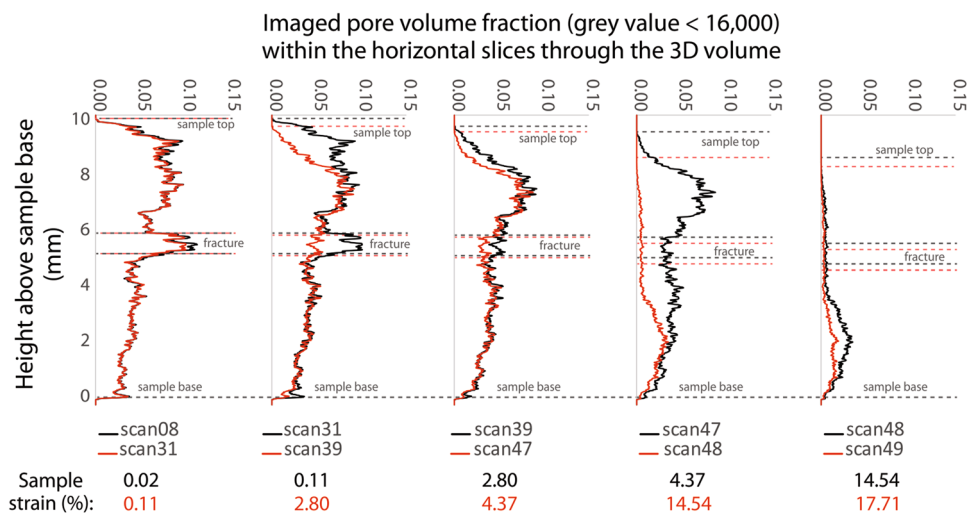 Imaged pore volume fraction (grey value < 16,000)
within the horizontal slices through the 3D volume
0.00 0.05 0.10 0.15 0.00 0.05 0.10 0.15 0.00 0.05 0.10 0.15 0.00 0.05 0.10 0.15 0.00 0.05 0.10 0.15
Height above sample base
(mm)
10
8
6
4
2
0
sample top
fracture
sample base
sample top
fracture
sample base
sample top
fracture
sample base
sample top
fracture
sample base
sample top
fracture
sample base
scan08 scan31 scan39 scan47 scan48
scan31 scan39 scan47 scan48 scan49
Sample 0.02 0.11 2.80 4.37 14.54
strain (%): 0.11 2.80 4.37 14.54 17.71